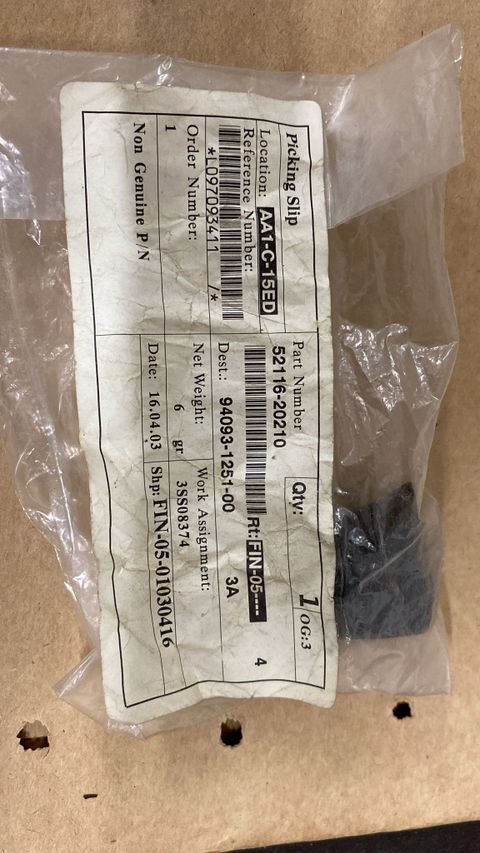 Picking Slip
Location: AA1-C-15ED
Reference Number:
*L097093411 /*
Order Number:
1
Non Genuine P/N
Part Number
52116-20210
Qty: 1 OG:3
Rt: FIN-05----
4
Dest.: 94093-1251-00
3A
Net Weight:
6 gr
Work Assignment:
3SS08374
Date: 16.04.03
Shp: FIN-05-01030416